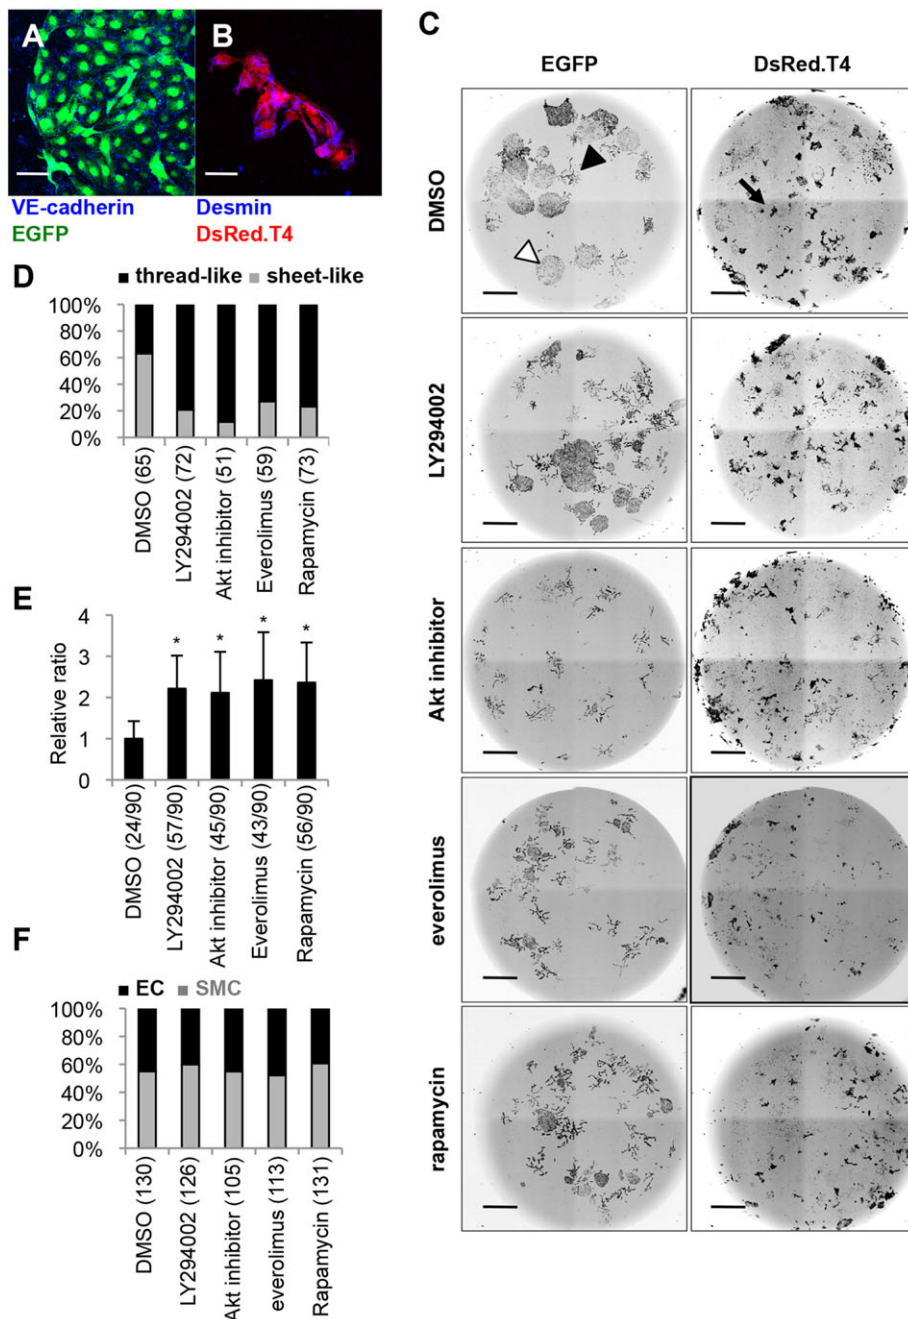 A
B
VE-cadherin
EGFP
Desmin
DsRed.T4
C
EGFP
DsRed.T4
DMSO
LY294002
Akt inhibitor
everolimus
rapamycin
D
thread-like sheet-like
100%
80%
60%
40%
20%
0%
DMSO (65)
LY294002 (72)
Akt inhibitor (51)
Everolimus (59)
Rapamycin (73)
E
Relative ratio
4
3
2
1
0
* * * *
DMSO (24/90)
LY294002 (57/90)
Akt inhibitor (45/90)
Everolimus (43/90)
Rapamycin (56/90)
F
EC SMC
100%
80%
60%
40%
20%
0%
DMSO (130)
LY294002 (126)
Akt inhibitor (105)
everolimus (113)
Rapamycin (131)